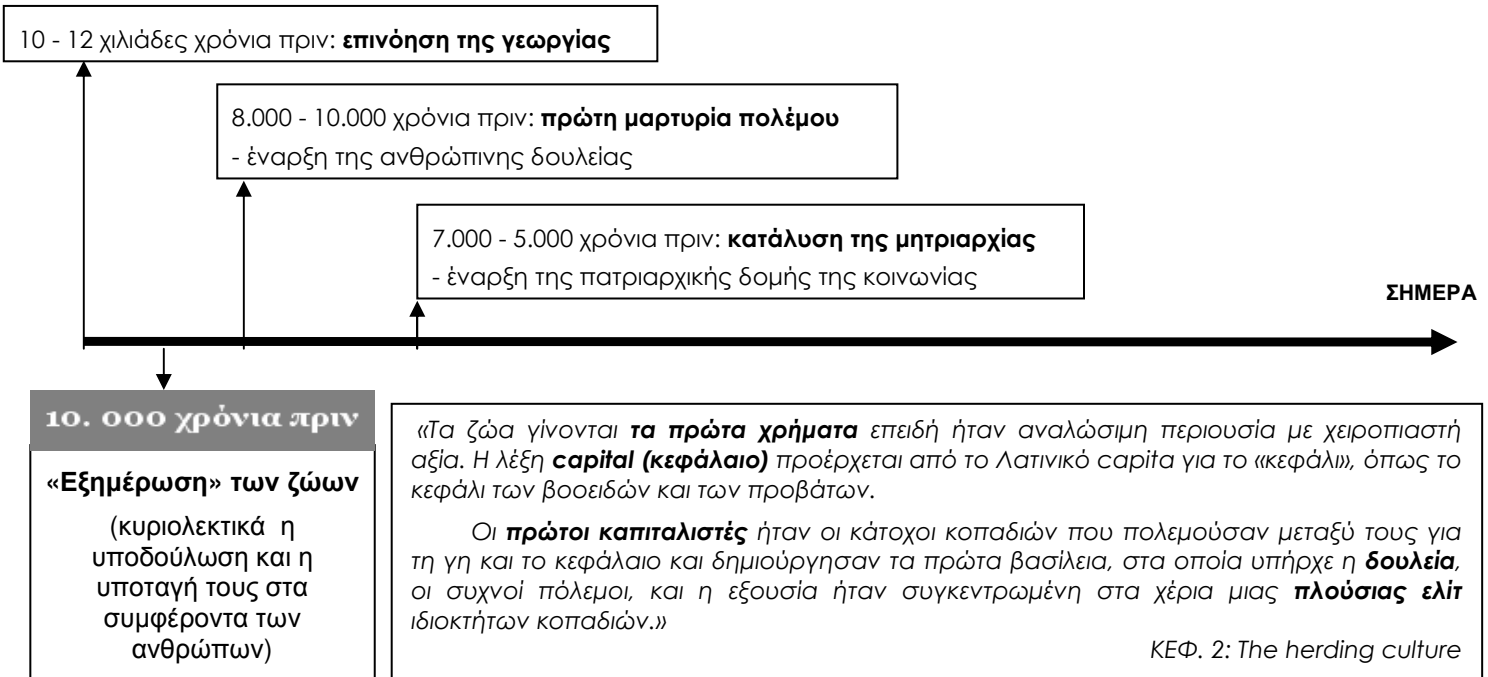 10 - 12 χιλιάδες χρόνια πριν: επινόηση της γεωργίας
8.000 - 10.000 χρόνια πριν: πρώτη μαρτυρία πολέμου
- έναρξη της ανθρώπινης δουλείας
7.000 - 5.000 χρόνια πριν: κατάλυση της μητριαρχίας
- έναρξη της πατριαρχικής δομής της κοινωνίας
ΣΗΜΕΡΑ
10. 000 χρόνια πριν
«Εξημέρωση» των ζώων
(κυριολεκτικά η
υποδούλωση και η
υποταγή τους στα
συμφέροντα των
ανθρώπων)
«Τα ζώα γίνονται τα πρώτα χρήματα επειδή ήταν αναλώσιμη περιουσία με χειροπιαστή
αξία. Η λέξη capital (κεφάλαιο) προέρχεται από το Λατινικό capita για το «κεφάλι», όπως το
κεφάλι των βοοειδών και των προβάτων.
Οι πρώτοι καπιταλιστές ήταν οι κάτοχοι κοπαδιών που πολεμούσαν μεταξύ τους για
τη γη και το κεφάλαιο και δημιούργησαν τα πρώτα βασίλεια, στα οποία υπήρχε η δουλεία,
οι συχνοί πόλεμοι, και η εξουσία ήταν συγκεντρωμένη στα χέρια μιας πλούσιας ελίτ
ιδιοκτήτων κοπαδιών.»
ΚΕΦ. 2: The herding culture